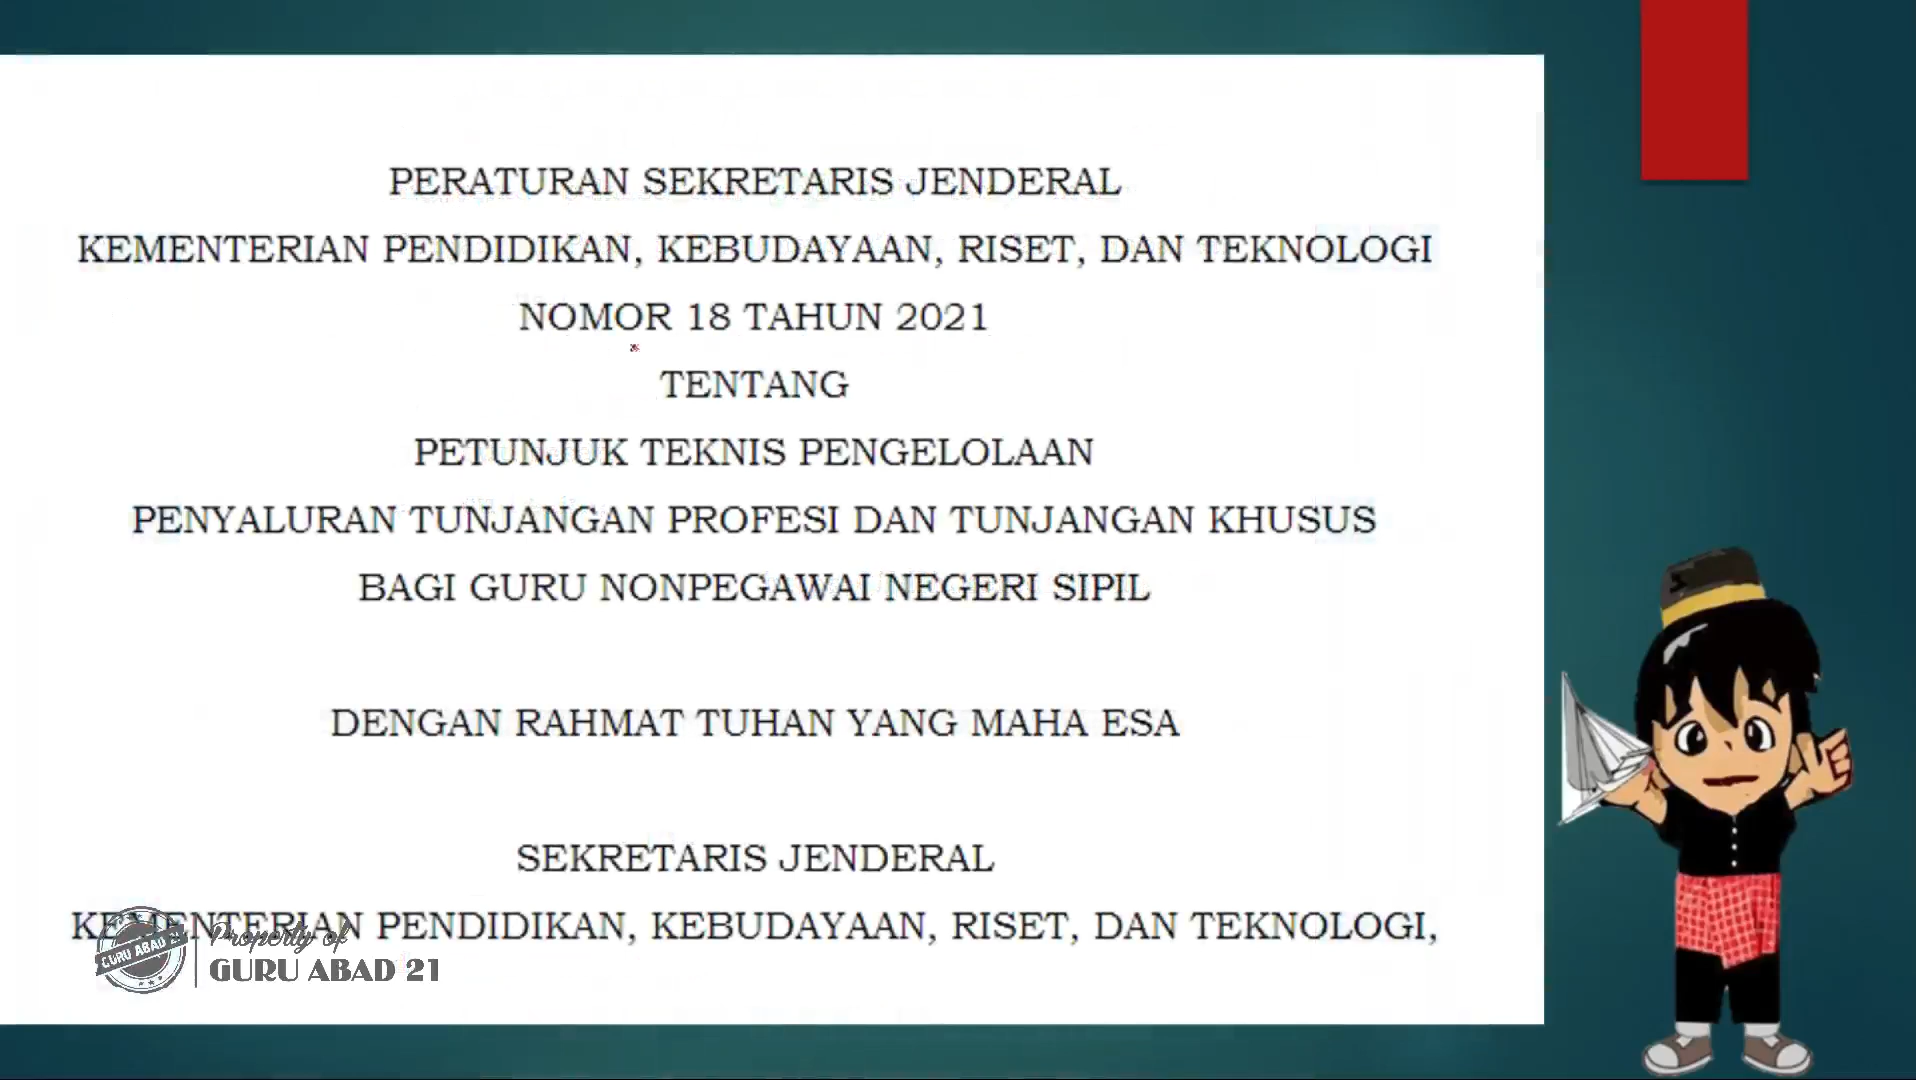 PERATURAN SEKRETARIS JENDERAL
KEMENTERIAN PENDIDIKAN, KEBUDAYAAN, RISET, DAN TEKNOLOGI
NOMOR 18 TAHUN 2021
TENTANG
PETUNJUK TEKNIS PENGELOLAAN
PENYALURAN TUNJANGAN PROFESI DAN TUNJANGAN KHUSUS
BAGI GURU NONPEGAWAI NEGERI SIPIL
DENGAN RAHMAT TUHAN YANG MAHA ESA
SEKRETARIS JENDERAL
KEMENTERIAN PENDIDIKAN, KEBUDAYAAN, RISET, DAN TEKNOLOGI,
GURU ABAD 21
Property of
GURU ABAD 21